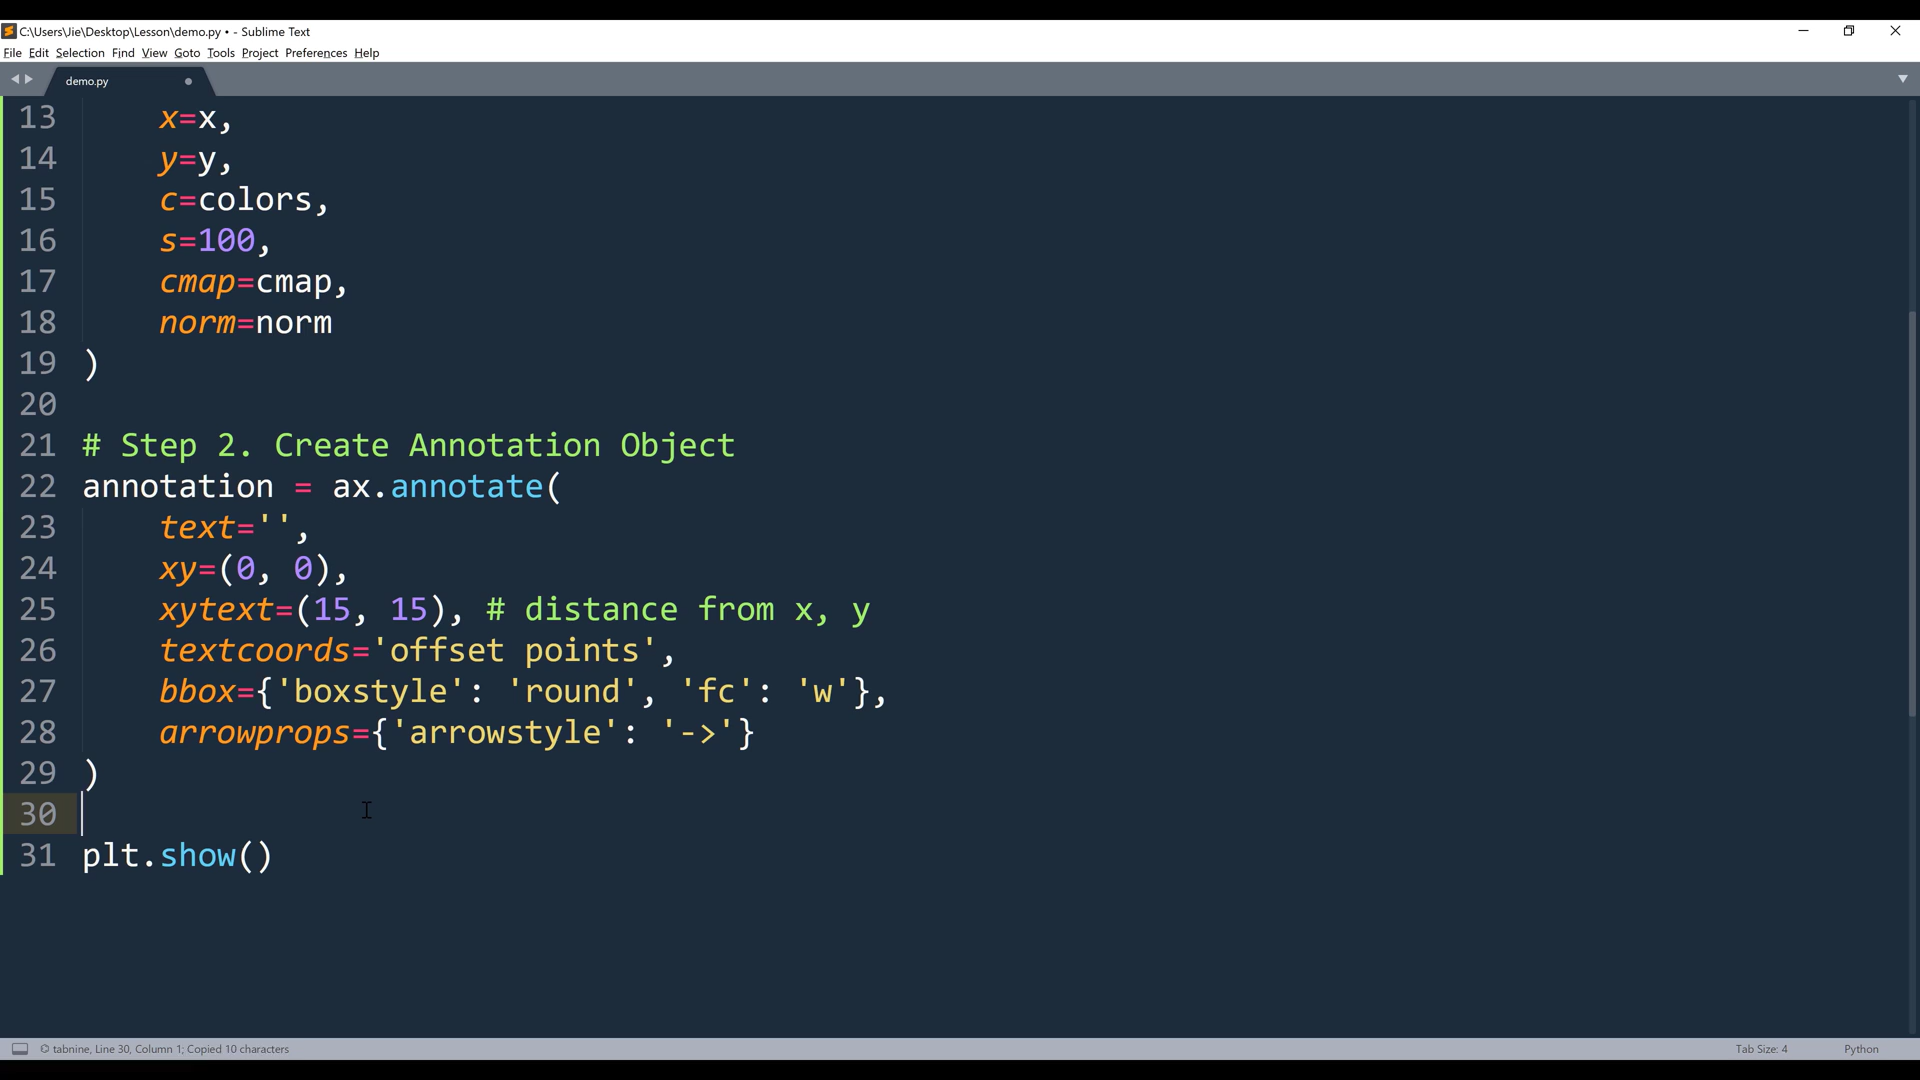 C:\Users\Jie\Desktop\Lesson\demo.py • - Sublime Text
File Edit Selection Find View Goto Tools Project Preferences Help
demo.py
13 x=x,
14 y=y,
15 c=colors,
16 s=100,
17 cmap=cmap,
18 norm=norm
19 )
20
21 # Step 2. Create Annotation Object
22 annotation = ax.annotate(
23 text='',
24 xy=(0, 0),
25 xytext=(15, 15), # distance from x, y
26 textcoords='offset points',
27 bbox={'boxstyle': 'round', 'fc': 'w'},
28 arrowprops={'arrowstyle': '->'}
29 )
30
31 plt.show()
tabnine, Line 30, Column 1; Copied 10 characters Tab Size: 4 Python